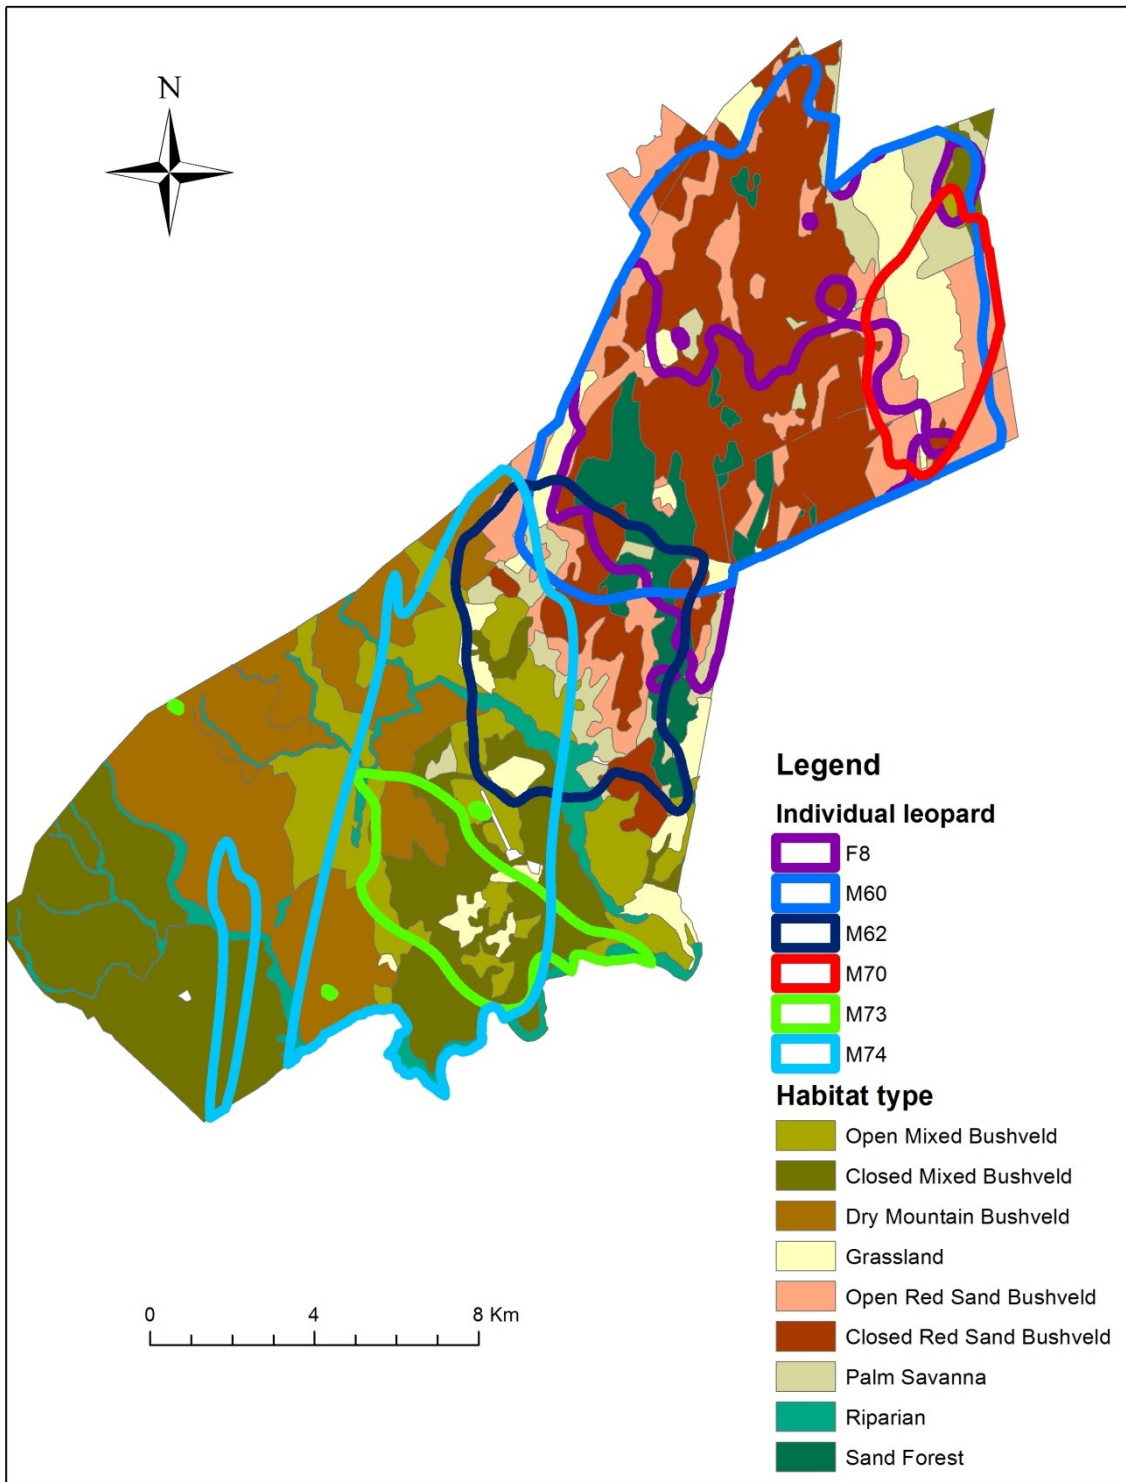 N
Legend
Individual leopard
F8
M60
M62
M70
M73
M74
Habitat type
Open Mixed Bushveld
Closed Mixed Bushveld
Dry Mountain Bushveld
Grassland
Open Red Sand Bushveld
Closed Red Sand Bushveld
Palm Savanna
Riparian
Sand Forest
0 4 8 Km